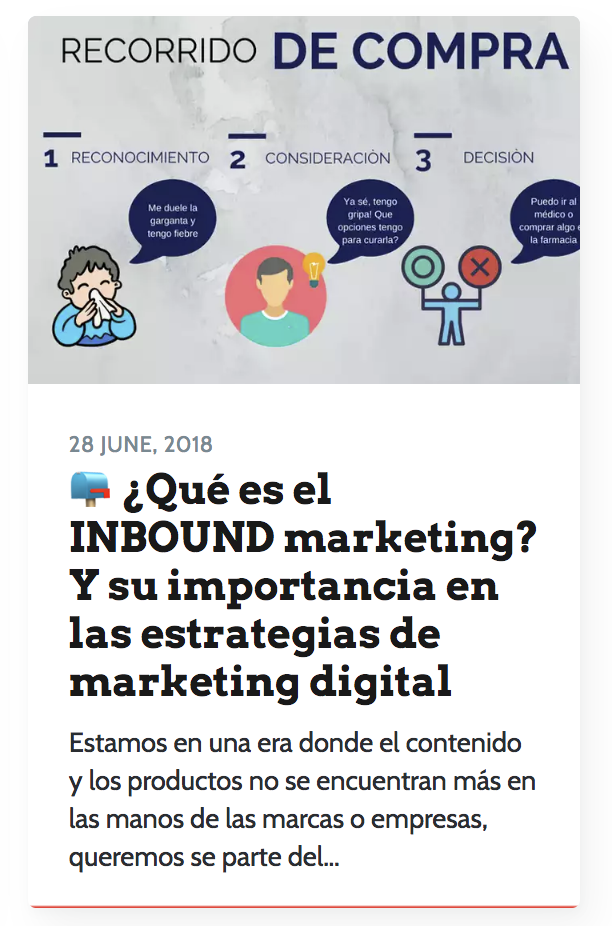 RECORRIDO DE COMPRA
1 RECONOCIMIENTO 2 CONSIDERACIÓN 3 DECISIÓN
Me duele la
garganta y
tengo fiebre
Ya sé, tengo
gripa! Que
opciones tengo
para curarla?
Puedo ir al
médico o
comprar algo e
la farmacia
28 JUNE, 2018
📪 ¿Qué es el
INBOUND marketing?
Y su importancia en
las estrategias de
marketing digital
Estamos en una era donde el contenido
y los productos no se encuentran más en
las manos de las marcas o empresas,
queremos se parte del...